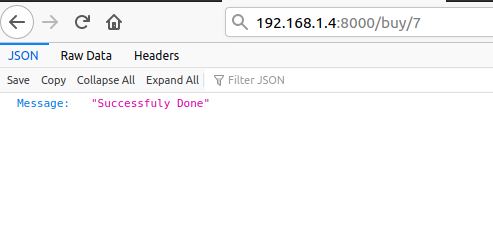 192.168.1.4:8000/buy/7
JSON Raw Data Headers
Save Copy Collapse All Expand All Filter JSON
Message: "Successfuly Done"